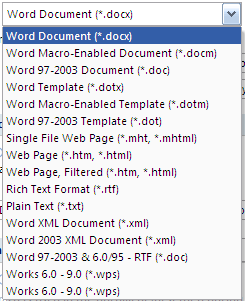 Word Document (*.docx)
Word Document (*.docx)
Word Macro-Enabled Document (*.docm)
Word 97-2003 Document (*.doc)
Word Template (*.dotx)
Word Macro-Enabled Template (*.dotm)
Word 97-2003 Template (*.dot)
Single File Web Page (*.mht, *.mhtml)
Web Page (*.htm, *.html)
Web Page, Filtered (*.htm, *.html)
Rich Text Format (*.rtf)
Plain Text (*.txt)
Word XML Document (*.xml)
Word 2003 XML Document (*.xml)
Word 97-2003 & 6.0/95 - RTF (*.doc)
Works 6.0 - 9.0 (*.wps)
Works 6.0 - 9.0 (*.wps)